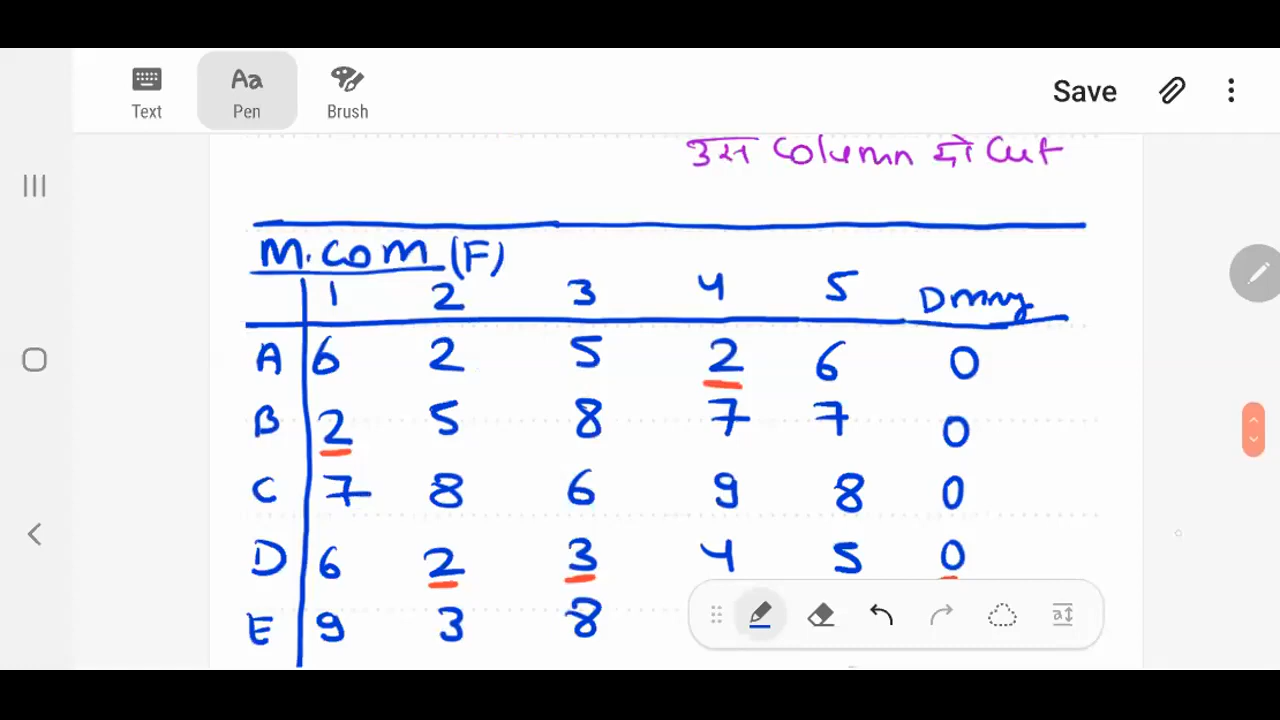 Text Pen Brush Save
उस Column को Cut
M.COM (F)
1 2 3 4 5 Dmmy
A 6 2 5 2 6 0
B 2 5 8 7 7 0
C 7 8 6 9 8 0
D 6 2 3 4 5 0
E 9 3 8